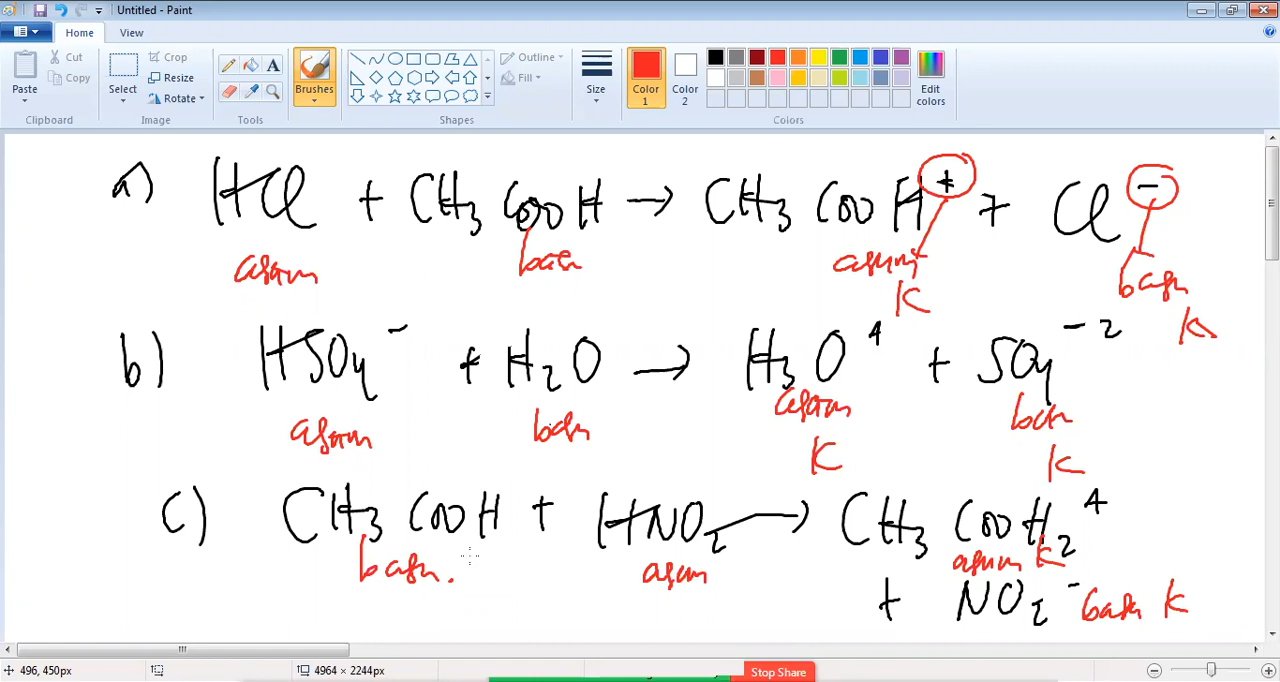 Untitled - Paint
Home View
Paste
Cut
Copy
Clipboard
Select
Crop
Resize
Rotate
Image
Tools
Brushes
Shapes
Outline
Fill
Size
Color 1
Color 2
Edit colors
Colors
a) HCl + CH3COOH → CH3COOH+ + Cl-
asam basa asam K basa K
b) HSO4- + H2O → H3O+ + SO4-2
asam basa asam K basa K
c) CH3COOH + HNO2 → CH3COOH2+
basa. asam asam K
+ NO2- basa K
496, 450px
4964 × 2244px
Stop Share